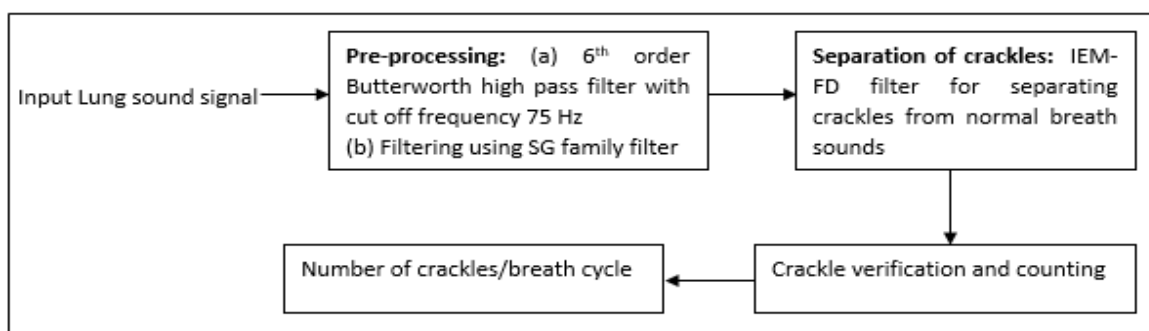 Input Lung sound signal
Pre-processing: (a) 6th order
Butterworth high pass filter with
cut off frequency 75 Hz
(b) Filtering using SG family filter
Separation of crackles: IEM-
FD filter for separating
crackles from normal breath
sounds
Crackle verification and counting
Number of crackles/breath cycle